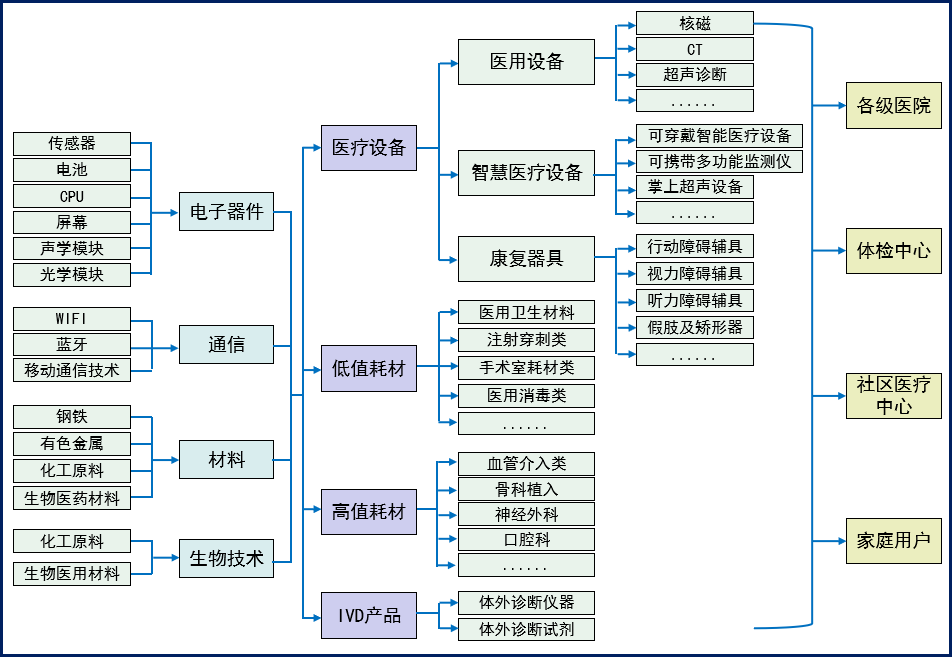 传感器
电池
CPU
屏幕
声学模块
光学模块
电子器件
WIFI
蓝牙
移动通信技术
通信
钢铁
有色金属
化工原料
生物医药材料
材料
化工原料
生物医用材料
生物技术
医疗设备
医用设备
核磁
CT
超声诊断
......
智慧医疗设备
可穿戴智能医疗设备
可携带多功能监测仪
掌上超声设备
......
康复器具
行动障碍辅具
视力障碍辅具
听力障碍辅具
假肢及矫形器
......
低值耗材
医用卫生材料
注射穿刺类
手术室耗材类
医用消毒类
......
高值耗材
血管介入类
骨科植入
神经外科
口腔科
......
IVD产品
体外诊断仪器
体外诊断试剂
各级医院
体检中心
社区医疗
中心
家庭用户